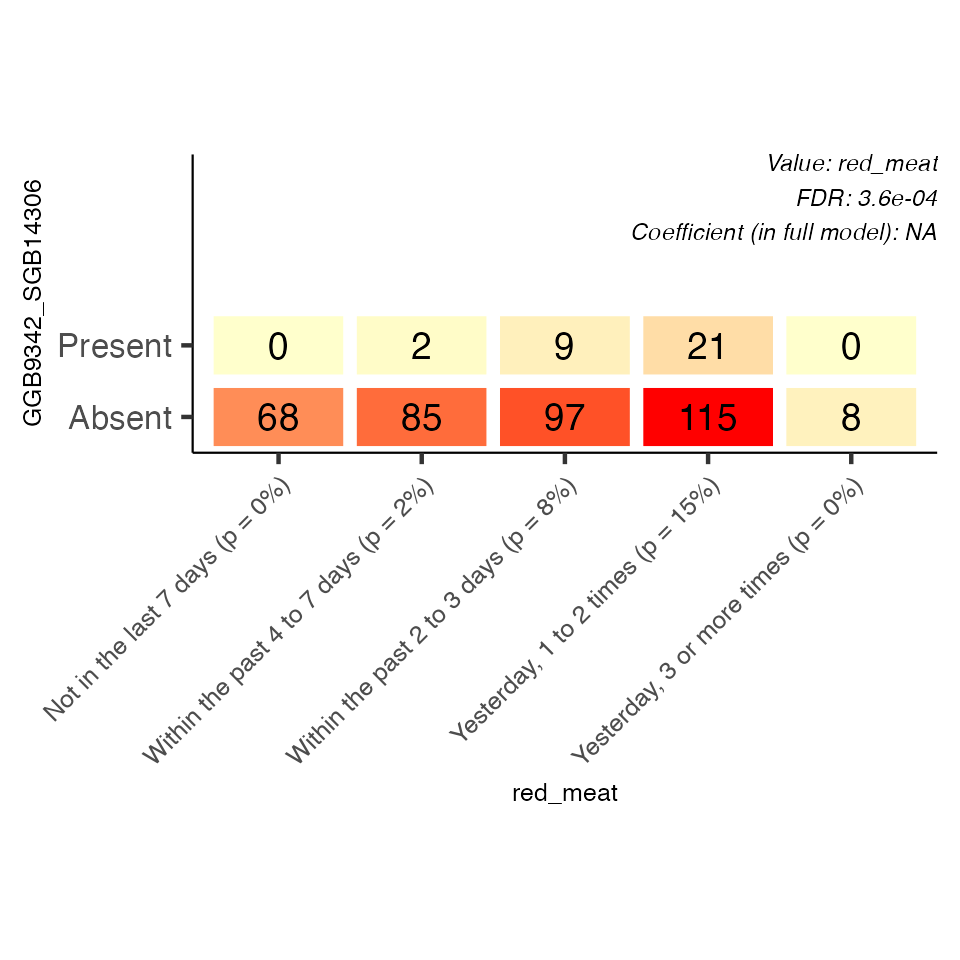 Value: red_meat
FDR: 3.6e-04
Coefficient (in full model): NA
GGB9342_SGB14306
Present 0 2 9 21 0
Absent 68 85 97 115 8
Not in the last 7 days (p = 0%)
Within the past 4 to 7 days (p = 2%)
Within the past 2 to 3 days (p = 8%)
Yesterday, 1 to 2 times (p = 15%)
Yesterday, 3 or more times (p = 0%)
red_meat